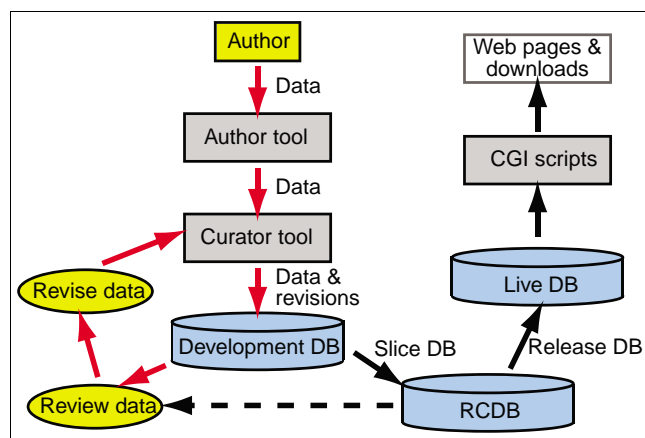 Author
Data
Author tool
Data
Curator tool
Data &
revisions
Revise data
Development DB
Review data
Slice DB
RCDB
Release DB
Live DB
CGI scripts
Web pages &
downloads